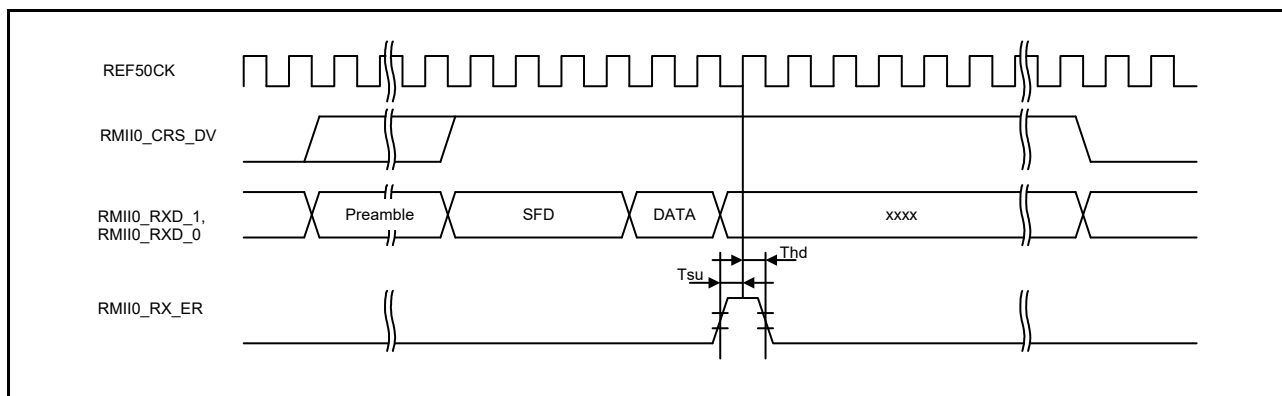 REF50CK
RMII0_CRS_DV
RMII0_RXD_1,
RMII0_RXD_0
Preamble
SFD
DATA
xxxx
Thd
Tsu
RMII0_RX_ER